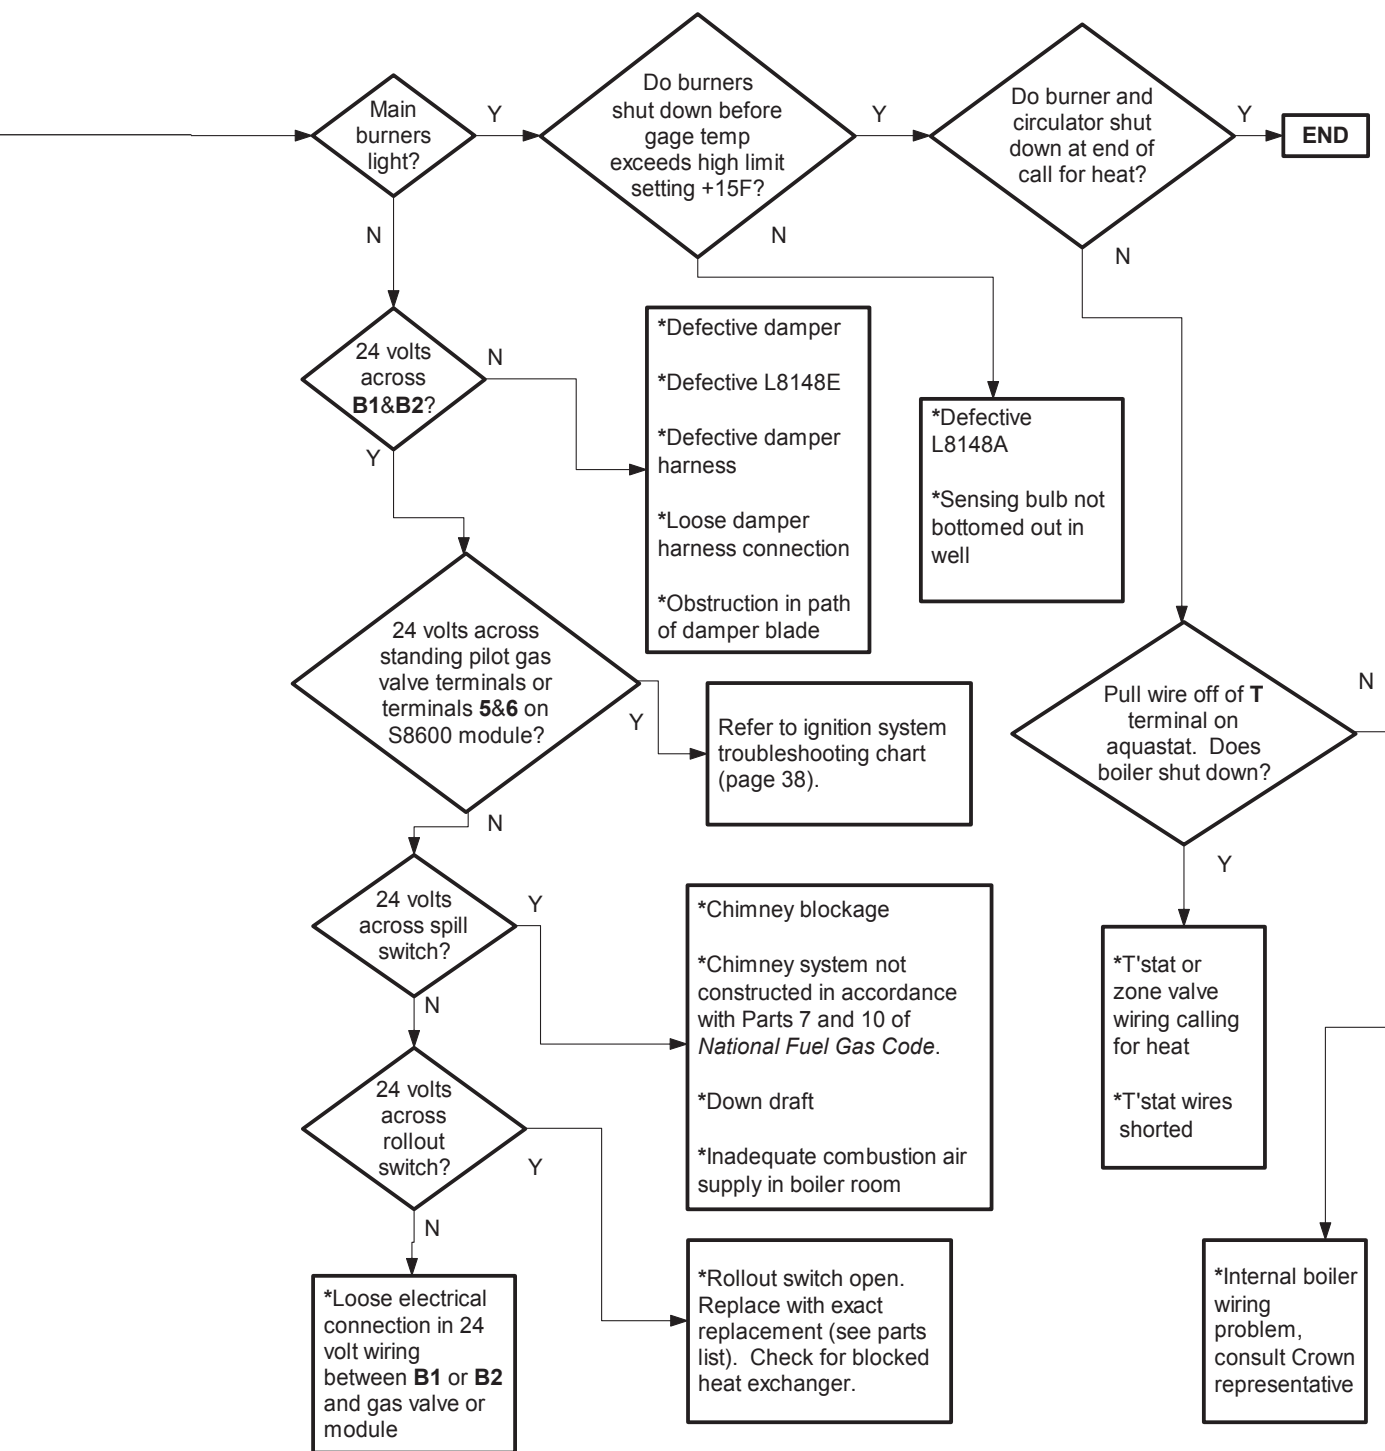 Main
burners
light?
Y
N
Do burners
shut down before
gage temp
exceeds high limit
setting +15F?
Y
N
Do burner and
circulator shut
down at end of
call for heat?
Y
N
END
24 volts
across
B1&B2?
N
Y
*Defective damper
*Defective L8148E
*Defective damper
harness
*Loose damper
harness connection
*Obstruction in path
of damper blade
*Defective
L8148A
*Sensing bulb not
bottomed out in
well
24 volts across
standing pilot gas
valve terminals or
terminals 5&6 on
S8600 module?
Y
N
Refer to ignition system
troubleshooting chart
(page 38).
Pull wire off of T
terminal on
aquastat.  Does
boiler shut down?
N
Y
24 volts
across spill
switch?
Y
N
*Chimney blockage
*Chimney system not
constructed in accordance
with Parts 7 and 10 of
National Fuel Gas Code.
*Down draft
*Inadequate combustion air
supply in boiler room
*T'stat or
zone valve
wiring calling
for heat
*T'stat wires
shorted
24 volts
across
rollout
switch?
Y
N
*Loose electrical
connection in 24
volt wiring
between B1 or B2
and gas valve or
module
*Rollout switch open.
Replace with exact
replacement (see parts
list).  Check for blocked
heat exchanger.
*Internal boiler
wiring
problem,
consult Crown
representative